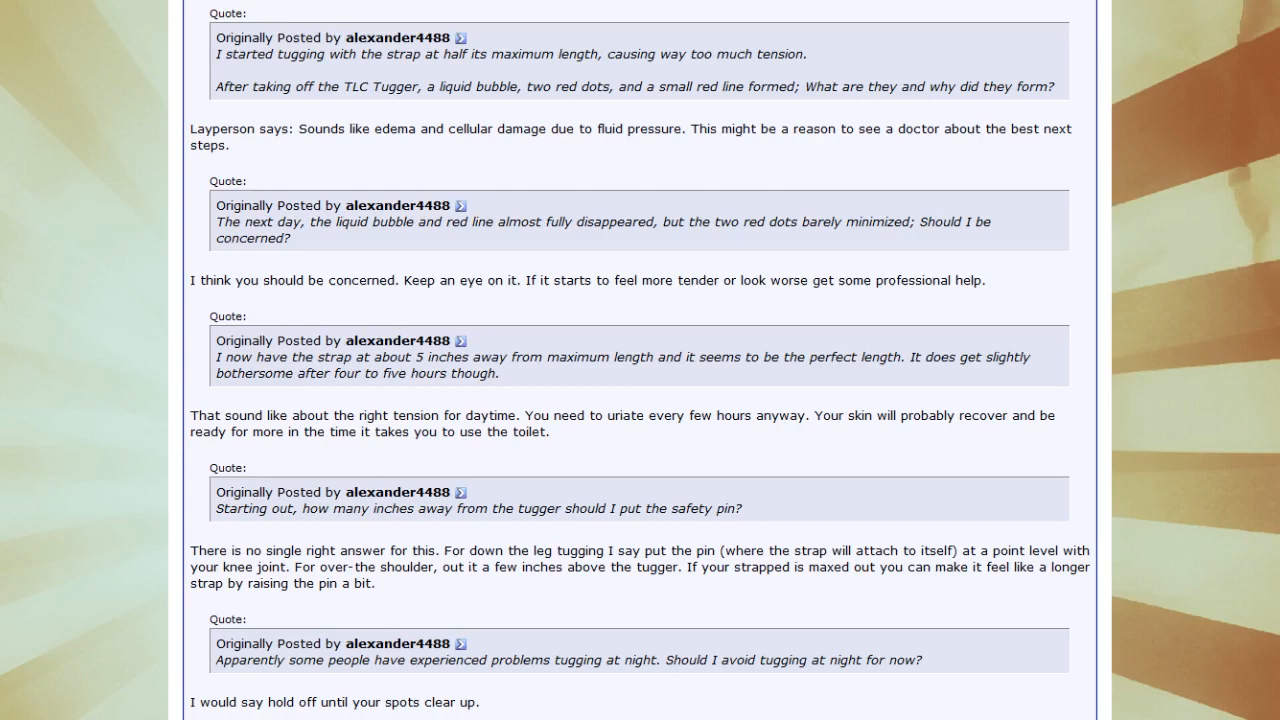 Quote:
Originally Posted by alexander4488
I started tugging with the strap at half its maximum length, causing way too much tension.
After taking off the TLC Tugger, a liquid bubble, two red dots, and a small red line formed; What are they and why did they form?
Layperson says: Sounds like edema and cellular damage due to fluid pressure. This might be a reason to see a doctor about the best next
steps.
Quote:
Originally Posted by alexander4488
The next day, the liquid bubble and red line almost fully disappeared, but the two red dots barely minimized; Should I be
concerned?
I think you should be concerned. Keep an eye on it. If it starts to feel more tender or look worse get some professional help.
Quote:
Originally Posted by alexander4488
I now have the strap at about 5 inches away from maximum length and it seems to be the perfect length. It does get slightly
bothersome after four to five hours though.
That sound like about the right tension for daytime. You need to uriate every few hours anyway. Your skin will probably recover and be
ready for more in the time it takes you to use the toilet.
Quote:
Originally Posted by alexander4488
Starting out, how many inches away from the tugger should I put the safety pin?
There is no single right answer for this. For down the leg tugging I say put the pin (where the strap will attach to itself) at a point level with
your knee joint. For over-the shoulder, out it a few inches above the tugger. If your strapped is maxed out you can make it feel like a longer
strap by raising the pin a bit.
Quote:
Originally Posted by alexander4488
Apparently some people have experienced problems tugging at night. Should I avoid tugging at night for now?
I would say hold off until your spots clear up.